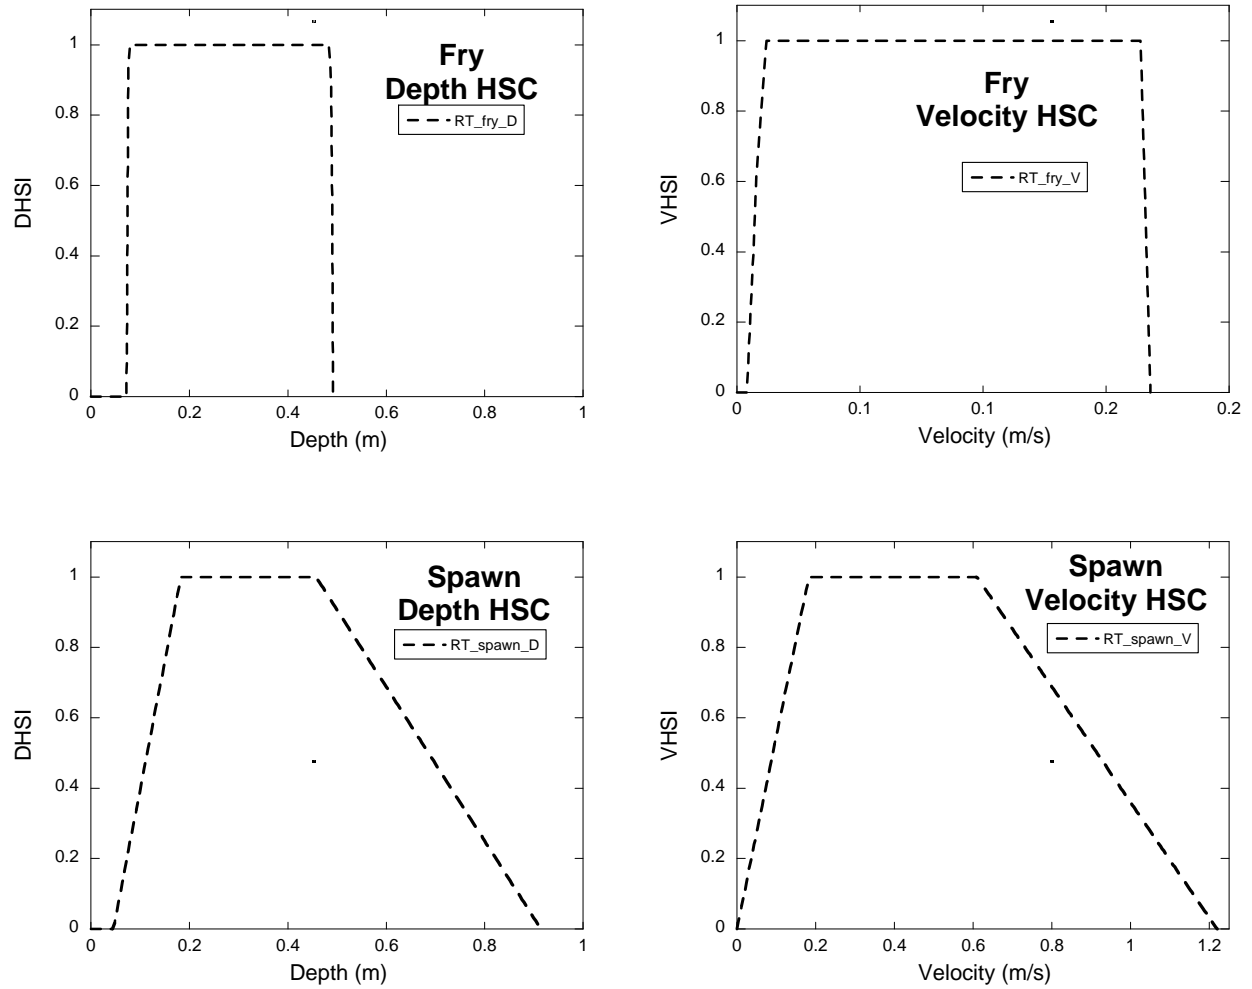 Fry
Depth HSC
RT_fry_D
DHSI
1
0.8
0.6
0.4
0.2
0
0 0.2 0.4 0.6 0.8 1
Depth (m)
Fry
Velocity HSC
RT_fry_V
VHSI
1
0.8
0.6
0.4
0.2
0
0 0.1 0.1 0.2 0.2
Velocity (m/s)
Spawn
Depth HSC
RT_spawn_D
DHSI
1
0.8
0.6
0.4
0.2
0
0 0.2 0.4 0.6 0.8 1
Depth (m)
Spawn
Velocity HSC
RT_spawn_V
VHSI
1
0.8
0.6
0.4
0.2
0
0 0.2 0.4 0.6 0.8 1 1.2
Velocity (m/s)